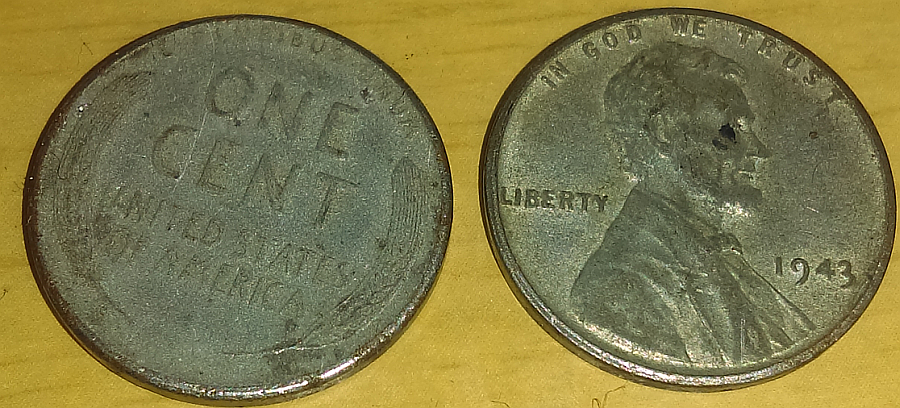 ONE
CENT
UNITED STATES
OF AMERICA
IN GOD WE TRUST
LIBERTY
1943